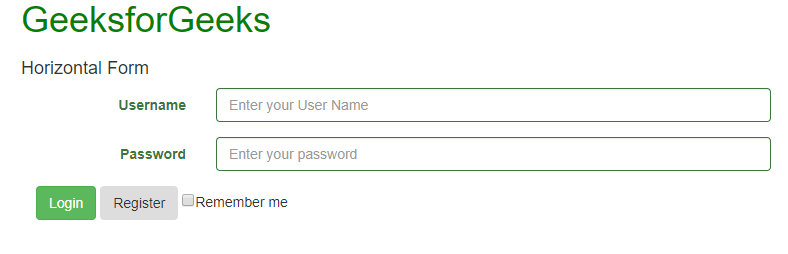 GeeksforGeeks
Horizontal Form
Username Enter your User Name
Password Enter your password
Login Register Remember me